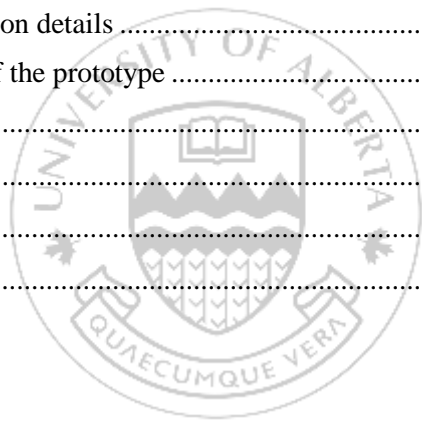 on details ..........................................
f the prototype ..................................
..........................................................................
..........................................................................
..........................................................................
..........................................................................
UNIVERSITY OF ALBERTA
QUAECUMQUE VERA